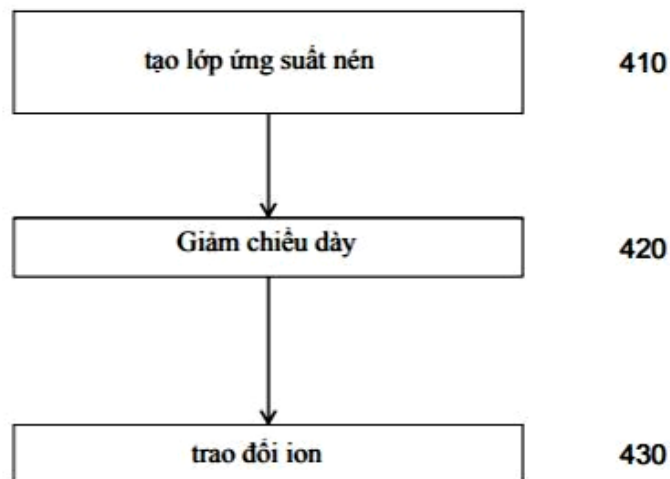 tạo lớp ứng suất nén 410
Giảm chiều dày 420
trao đổi ion 430